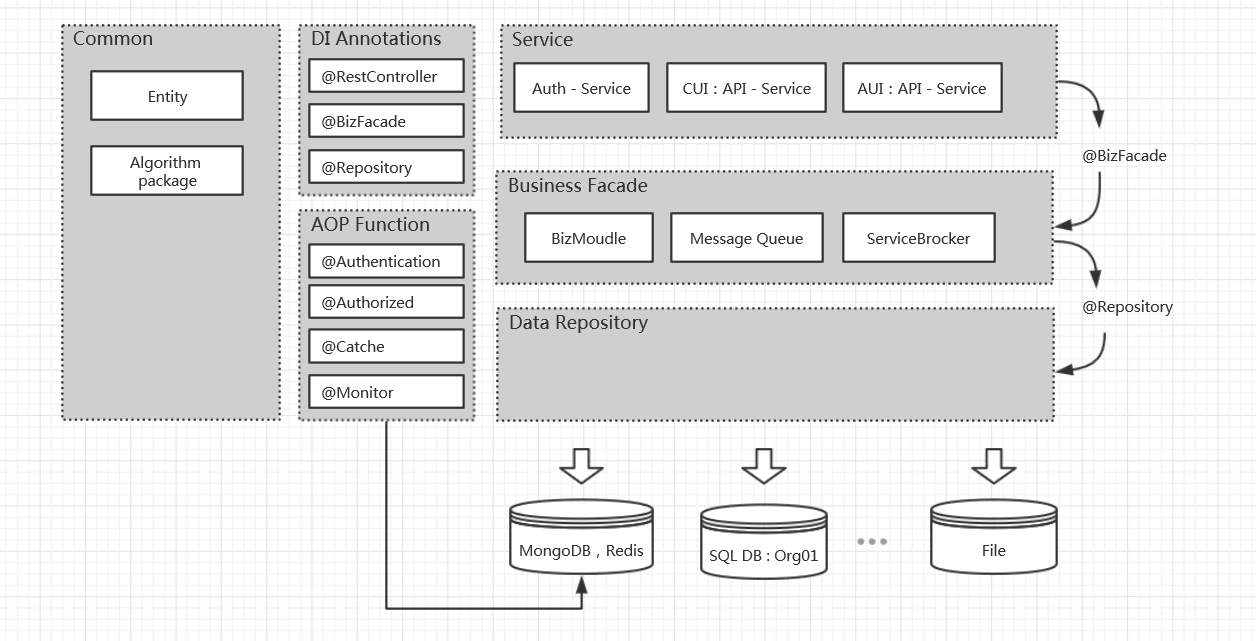 Common
Entity
Algorithm
package
DI Annotations
@RestController
@BizFacade
@Repository
AOP Function
@Authentication
@Authorized
@Catche
@Monitor
Service
Auth - Service
CUI : API - Service
AUI : API - Service
@BizFacade
Business Facade
BizMoudle
Message Queue
ServiceBrocker
@Repository
Data Repository
MongoDB , Redis
SQL DB : Org01
File